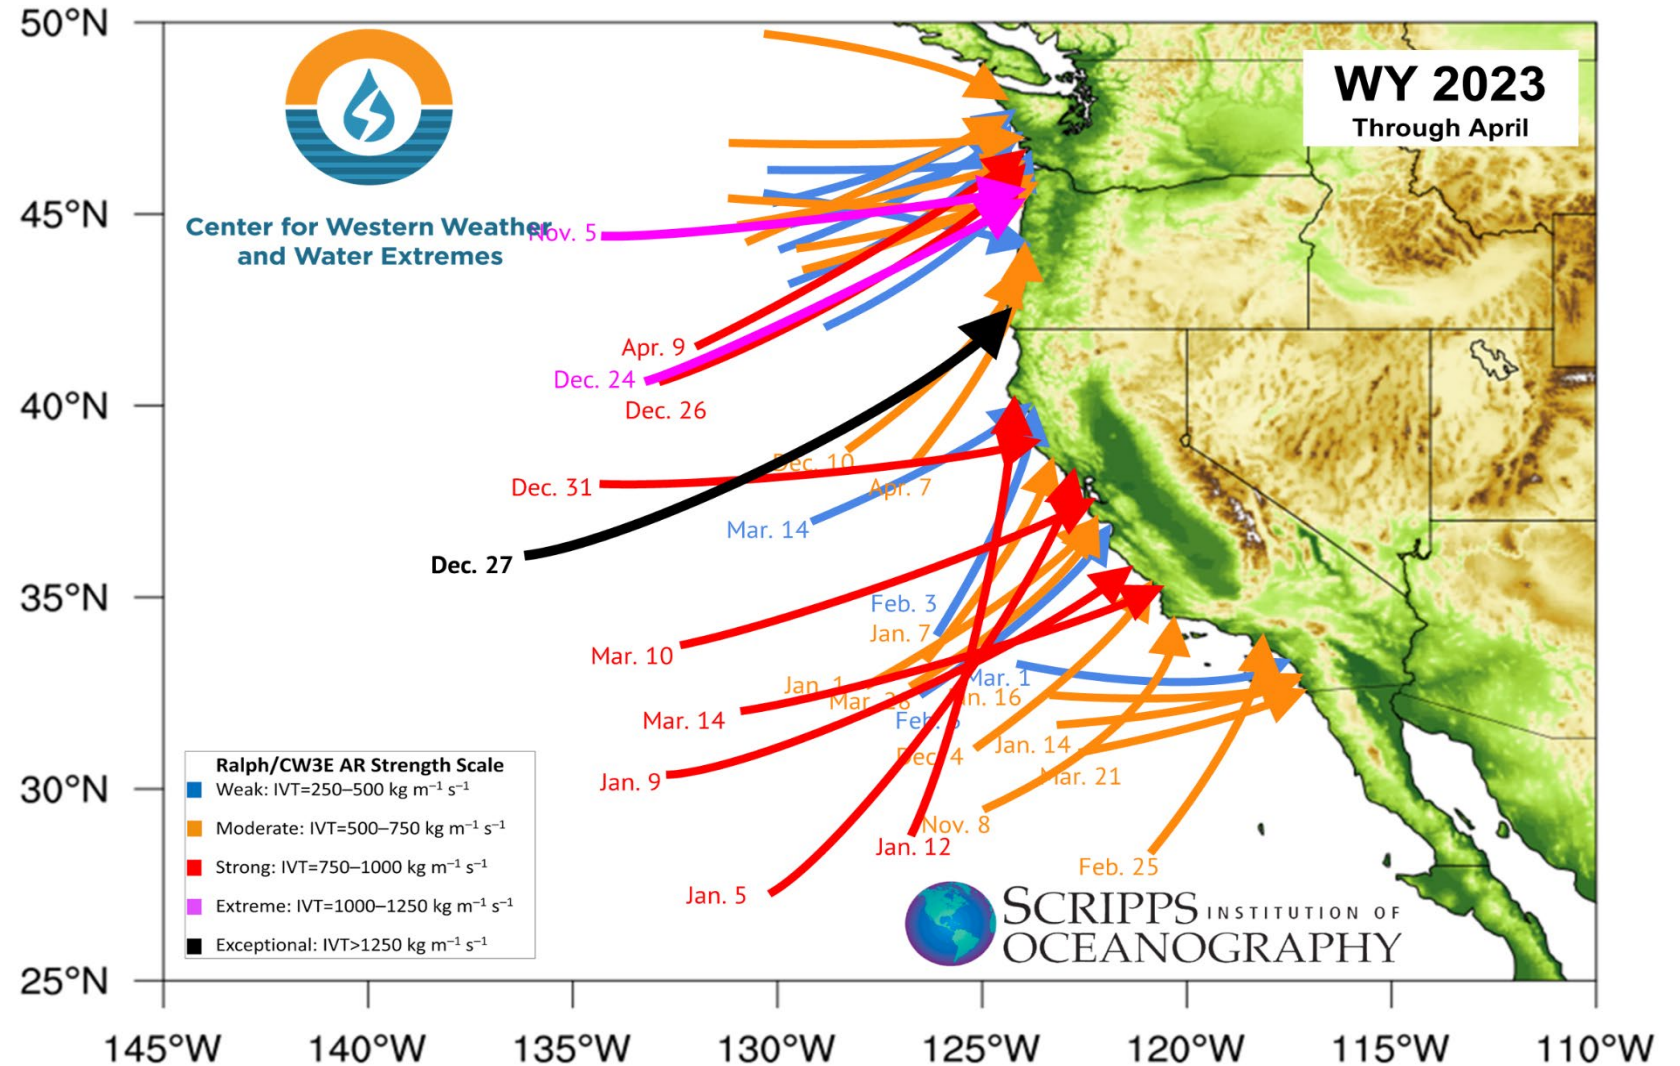 50°N
45°N
40°N
35°N
30°N
25°N
145°W
140°W
135°W
130°W
125°W
120°W
115°W
110°W
WY 2023
Through April
Center for Western Weather
and Water Extremes
Nov. 5
Apr. 9
Dec. 24
Dec. 26
Dec. 10
Dec. 31
Apr. 7
Mar. 14
Dec. 27
Feb. 3
Jan. 7
Mar. 10
Mar. 1
Jan. 1
Mar. 28
Mar. 14
Jan. 14
Mar. 21
Jan. 9
Nov. 8
Jan. 12
Feb. 25
Jan. 5
Ralph/CW3E AR Strength Scale
Weak: IVT=250–500 kg m⁻¹ s⁻¹
Moderate: IVT=500–750 kg m⁻¹ s⁻¹
Strong: IVT=750–1000 kg m⁻¹ s⁻¹
Extreme: IVT=1000–1250 kg m⁻¹ s⁻¹
Exceptional: IVT>1250 kg m⁻¹ s⁻¹
SCRIPPS INSTITUTION OF
OCEANOGRAPHY